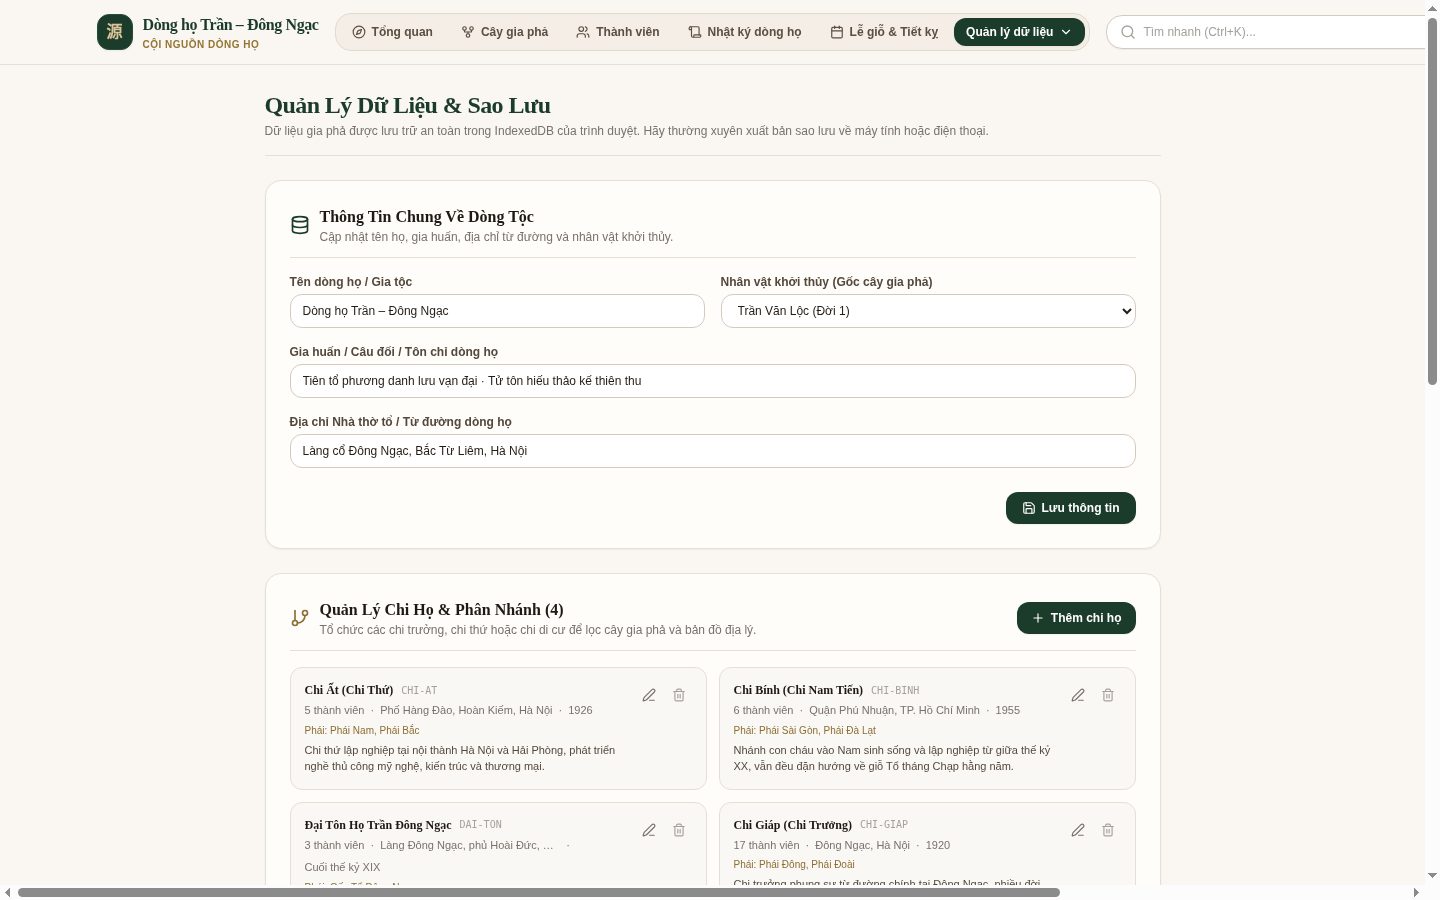 源
Dòng họ Trần – Đông Ngạc
CỘI NGUỒN DÒNG HỌ
Tổng quan
Cây gia phả
Thành viên
Nhật ký dòng họ
Lễ giỗ & Tiết kỵ
Quản lý dữ liệu
Tìm nhanh (Ctrl+K)...
Quản Lý Dữ Liệu & Sao Lưu
Dữ liệu gia phả được lưu trữ an toàn trong IndexedDB của trình duyệt. Hãy thường xuyên xuất bản sao lưu về máy tính hoặc điện thoại.
Thông Tin Chung Về Dòng Tộc
Cập nhật tên họ, gia huấn, địa chỉ từ đường và nhân vật khởi thủy.
Tên dòng họ / Gia tộc
Nhân vật khởi thủy (Gốc cây gia phả)
Dòng họ Trần – Đông Ngạc
Trần Văn Lộc (Đời 1)
Gia huấn / Câu đối / Tôn chỉ dòng họ
Tiên tổ phương danh lưu vạn đại · Tử tôn hiếu thảo kế thiên thu
Địa chỉ Nhà thờ tổ / Từ đường dòng họ
Làng cổ Đông Ngạc, Bắc Từ Liêm, Hà Nội
Lưu thông tin
Quản Lý Chi Họ & Phân Nhánh (4)
Tổ chức các chi trưởng, chi thứ hoặc chi di cư để lọc cây gia phả và bản đồ địa lý.
Thêm chi họ
Chi Ất (Chi Thứ) CHI-AT
5 thành viên · Phố Hàng Đào, Hoàn Kiếm, Hà Nội · 1926
Phái: Phái Nam, Phái Bắc
Chi thứ lập nghiệp tại nội thành Hà Nội và Hải Phòng, phát triển
nghề thủ công mỹ nghệ, kiến trúc và thương mại.
Chi Bính (Chi Nam Tiến) CHI-BINH
6 thành viên · Quận Phú Nhuận, TP. Hồ Chí Minh · 1955
Phái: Phái Sài Gòn, Phái Đà Lạt
Nhánh con cháu vào Nam sinh sống và lập nghiệp từ giữa thế kỷ
XX, vẫn đều đặn hướng về giỗ Tổ tháng Chạp hằng năm.
Đại Tôn Họ Trần Đông Ngạc DAI-TON
3 thành viên · Làng Đông Ngạc, phủ Hoài Đức, … ·
Cuối thế kỷ XIX
Chi Giáp (Chi Trưởng) CHI-GIAP
17 thành viên · Đông Ngạc, Hà Nội · 1920
Phái: Phái Đông, Phái Đoài
Chi trưởng phụng sự từ đường chính tại Đông Ngạc, nhiều đời